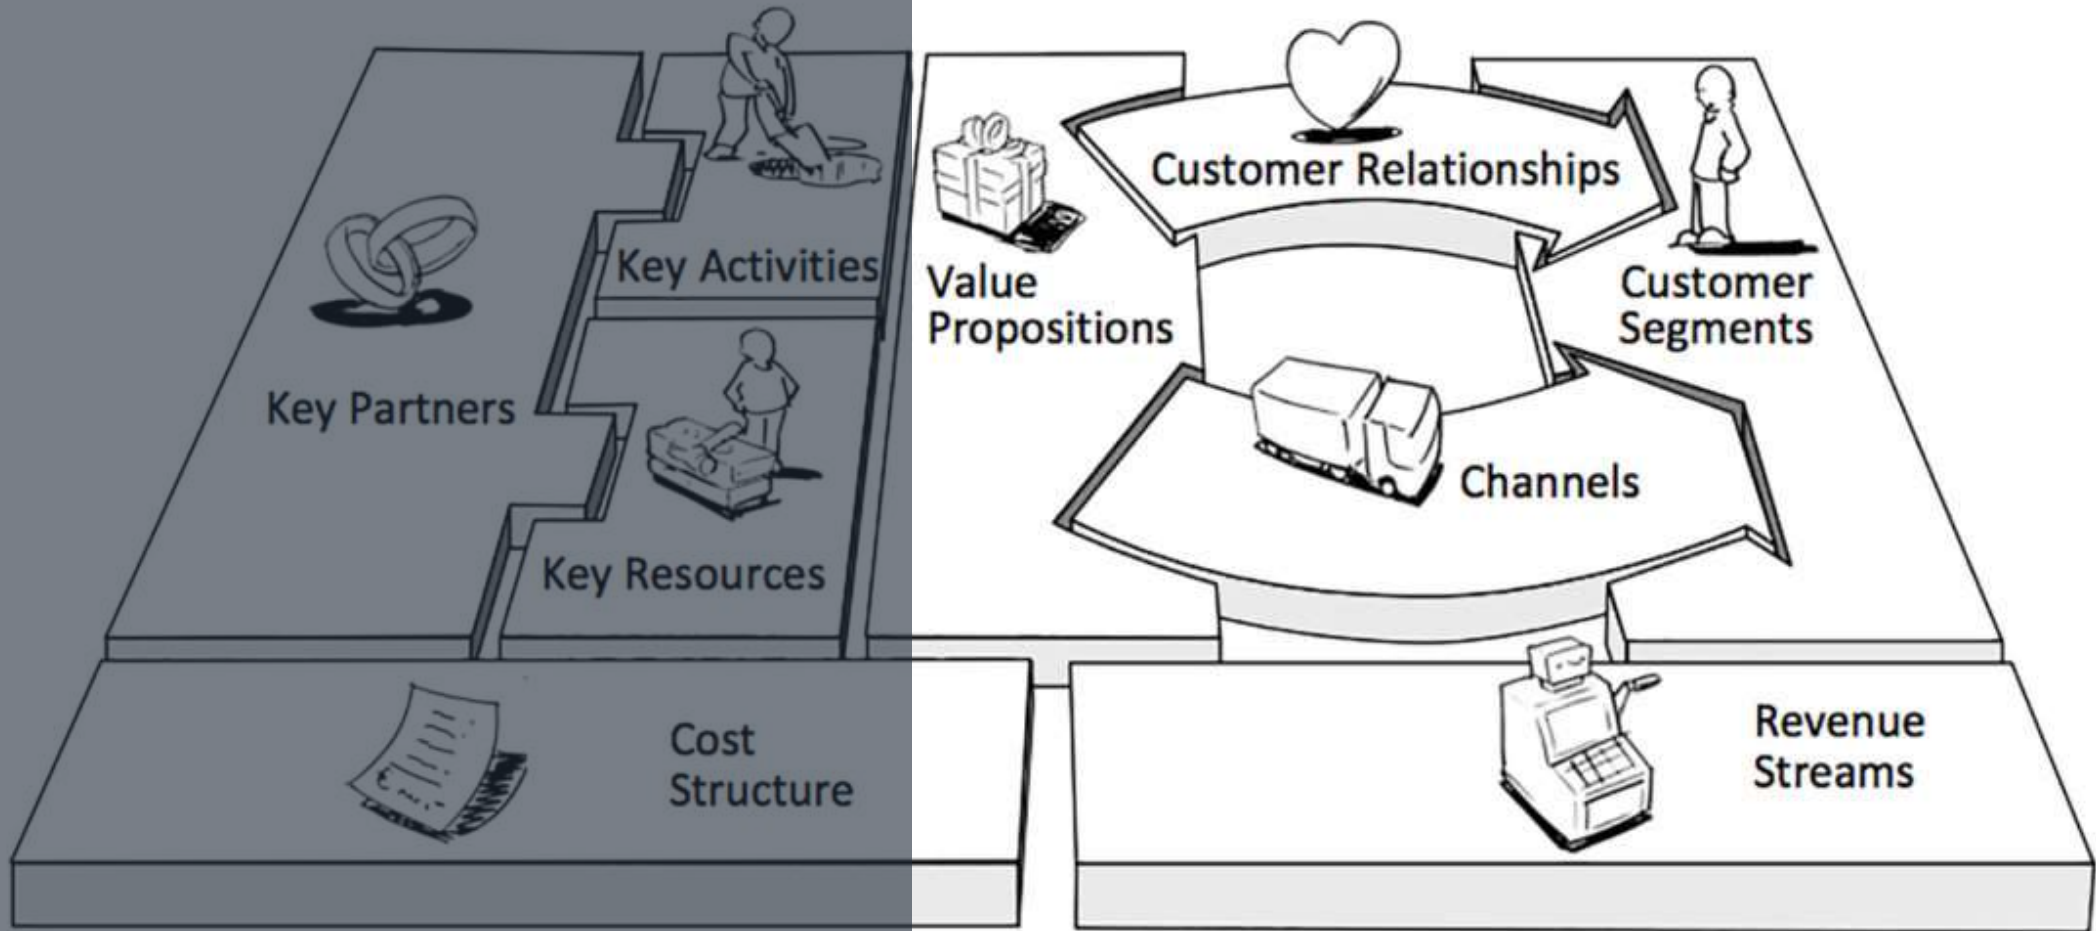 Key Partners
Key Activities
Key Resources
Value
Propositions
Customer Relationships
Channels
Customer
Segments
Cost
Structure
Revenue
Streams